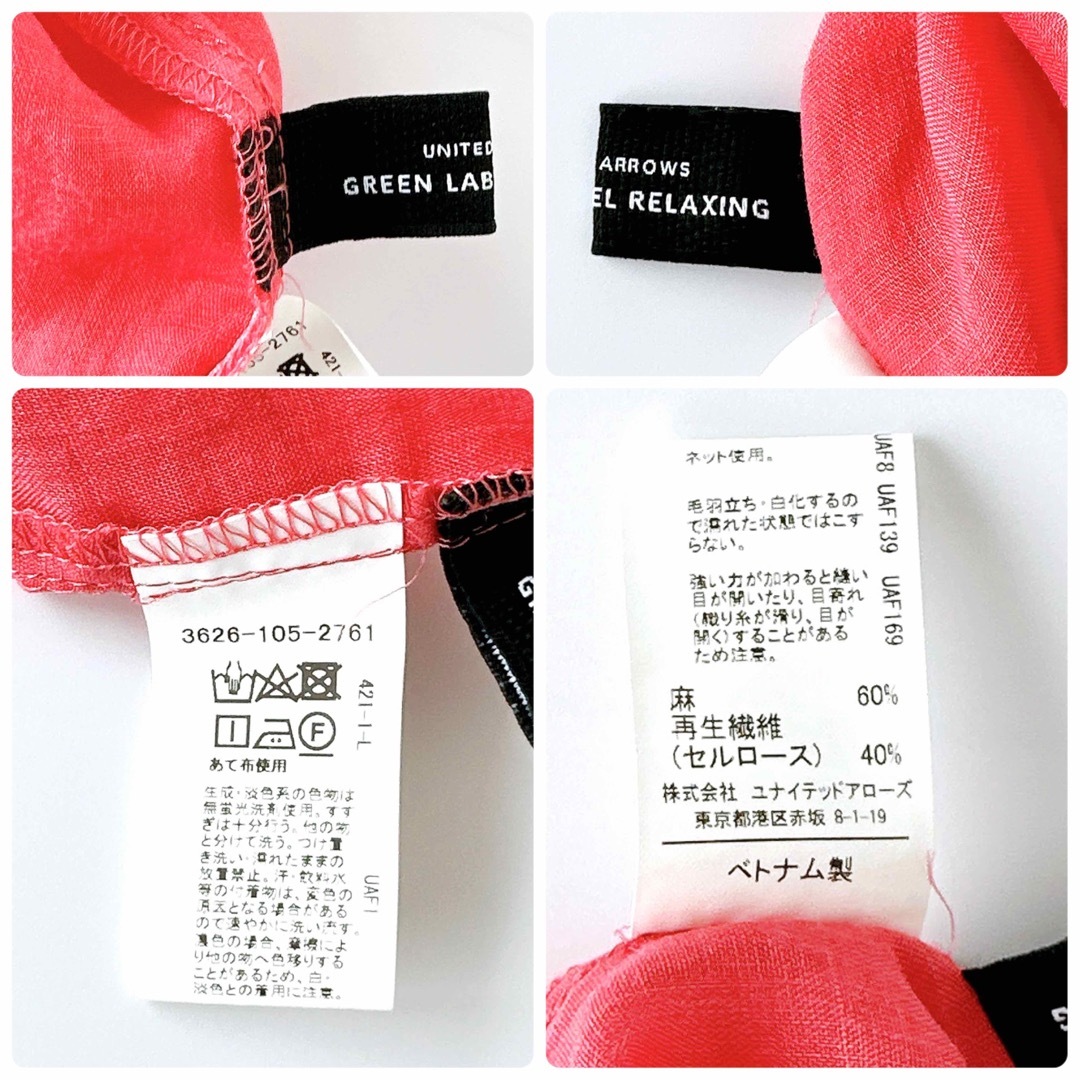 UNITED
GREEN LAB
36-2761
421-1
ARROWS
EL RELAXING
3626-105-2761
421-1-L
F
あて布使用
生成・淡色系の色物は
無蛍光洗剤使用。すす
ぎは十分行う。他の物
と分けて洗う。つけ置
き洗い・濡れたままの
放置禁止。汗・飲料水
等の付着物は、変色の
原因となる場合がある
ので速やかに洗い流す。
濃色の場合、摩擦によ
り他の物へ色移りする
ことがあるため、白・
淡色との着用に注意。
UAF1
ネット使用。
毛羽立ち・白化するの
で濡れた状態ではこす
らない。
強い力が加わると縫い
目が開いたり、目寄れ
(織り糸が滑り、目が
開く)することがある
ため注意。
UAF8 UAF139 UAF169
麻 60%
再生繊維
(セルロース) 40%
株式会社 ユナイテッドアローズ
東京都港区赤坂 8-1-19
ベトナム製
G